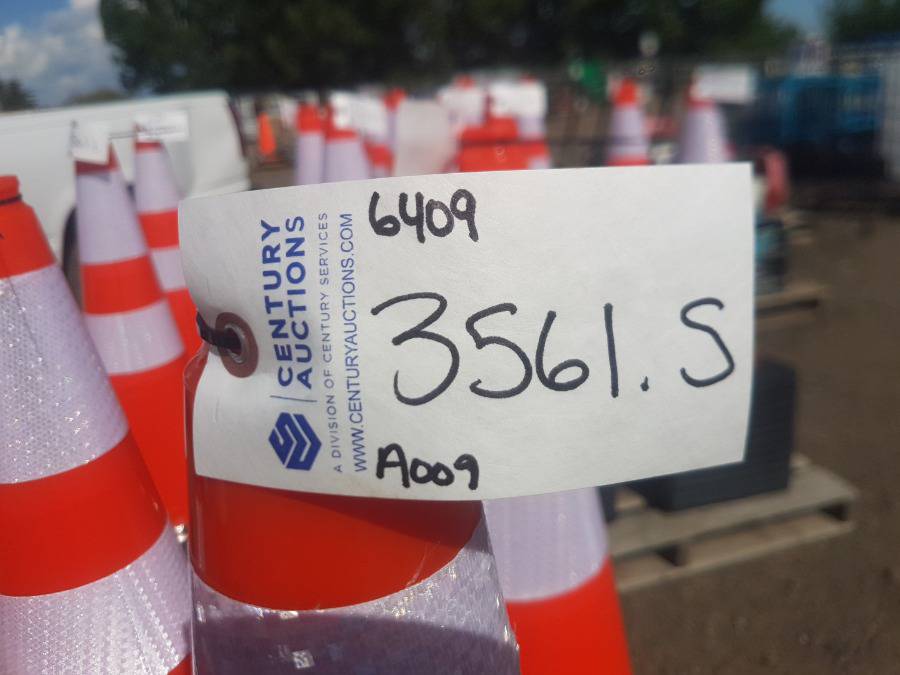 6409
3561.S
A009
CENTURY
AUCTIONS
A DIVISION OF CENTURY SERVICES
WWW.CENTURYAUCTIONS.COM